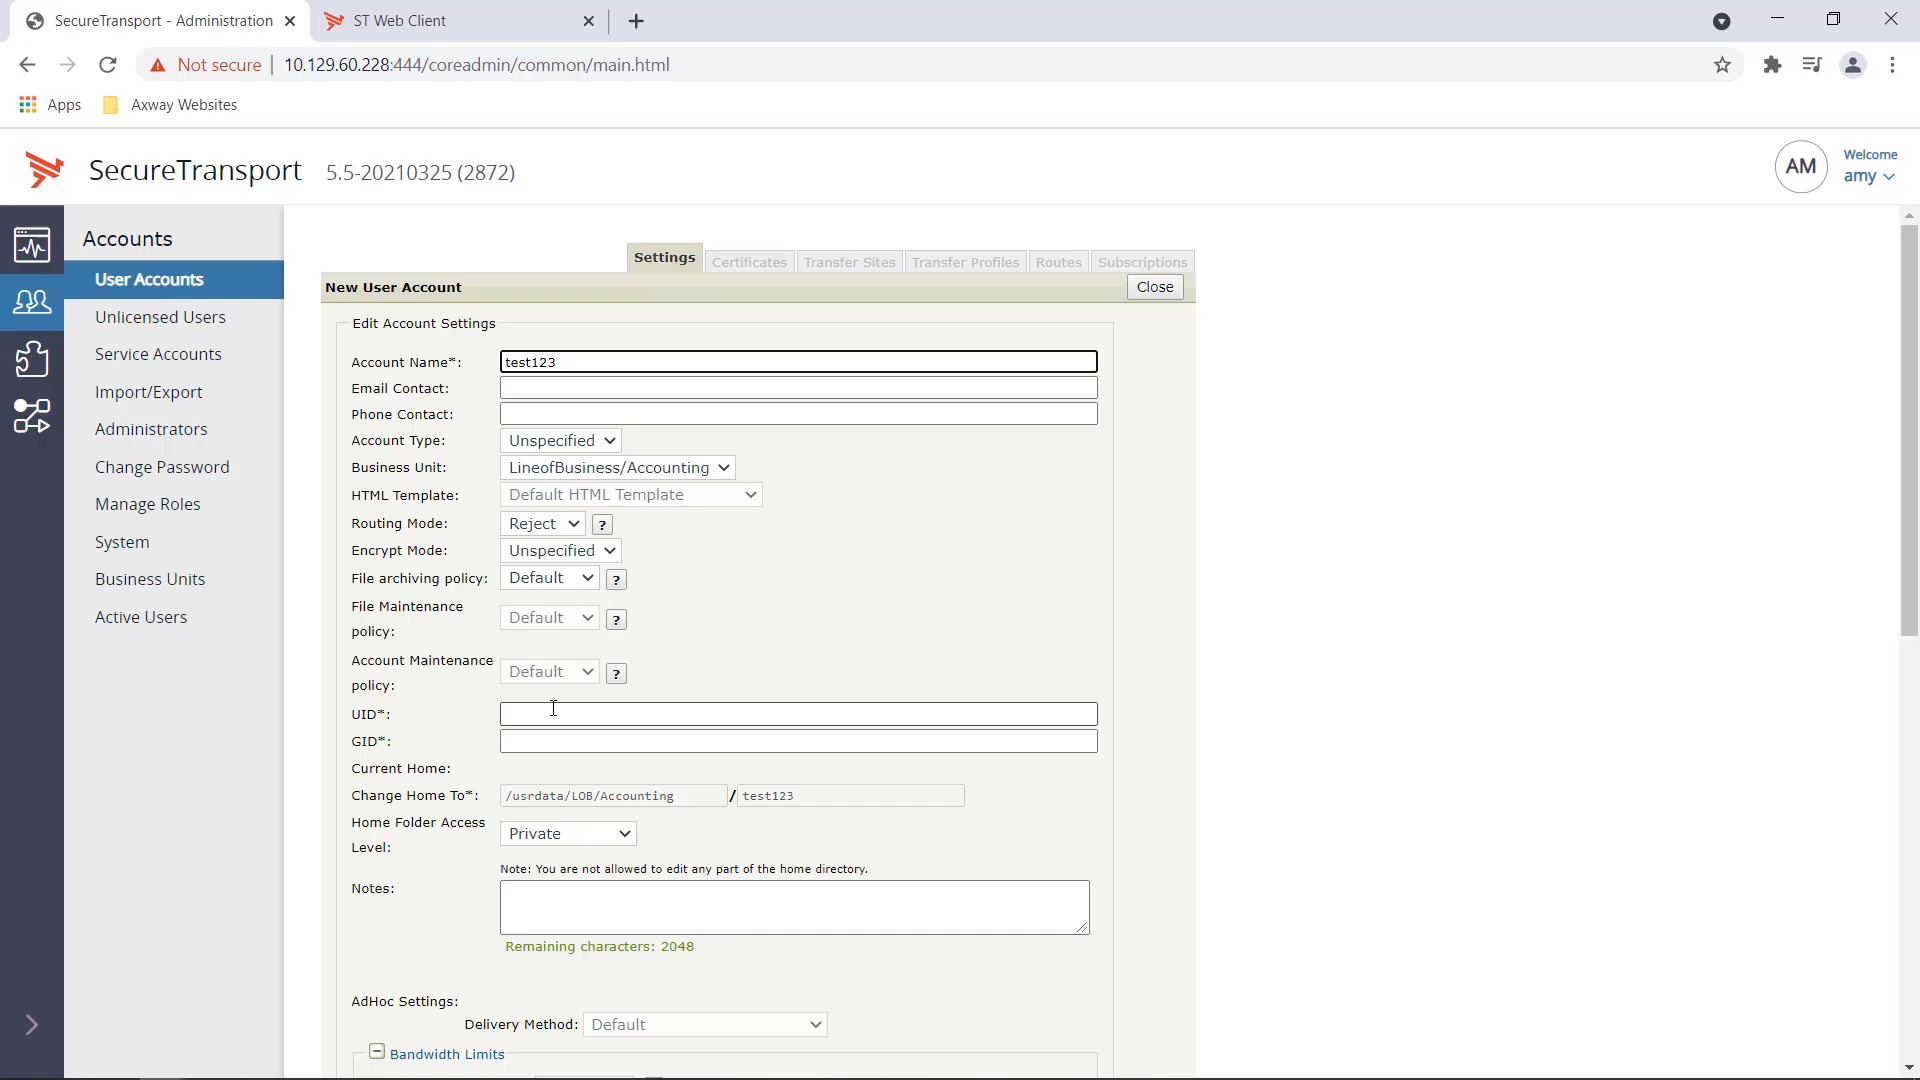 SecureTransport - Administration
ST Web Client
Not secure
10.129.60.228:444/coreadmin/common/main.html
Apps
Axway Websites
SecureTransport 5.5-20210325 (2872)
AM
Welcome
amy
Accounts
User Accounts
Unlicensed Users
Service Accounts
Import/Export
Administrators
Change Password
Manage Roles
System
Business Units
Active Users
Settings Certificates Transfer Sites Transfer Profiles Routes Subscriptions
New User Account Close
Edit Account Settings
Account Name*: test123
Email Contact:
Phone Contact:
Account Type: Unspecified
Business Unit: LineofBusiness/Accounting
HTML Template: Default HTML Template
Routing Mode: Reject ?
Encrypt Mode: Unspecified
File archiving policy: Default ?
File Maintenance
policy: Default ?
Account Maintenance
policy: Default ?
UID*:
GID*:
Current Home:
Change Home To*: /usrdata/LOB/Accounting / test123
Home Folder Access
Level: Private
Note: You are not allowed to edit any part of the home directory.
Notes:
Remaining characters: 2048
AdHoc Settings:
Delivery Method: Default
Bandwidth Limits